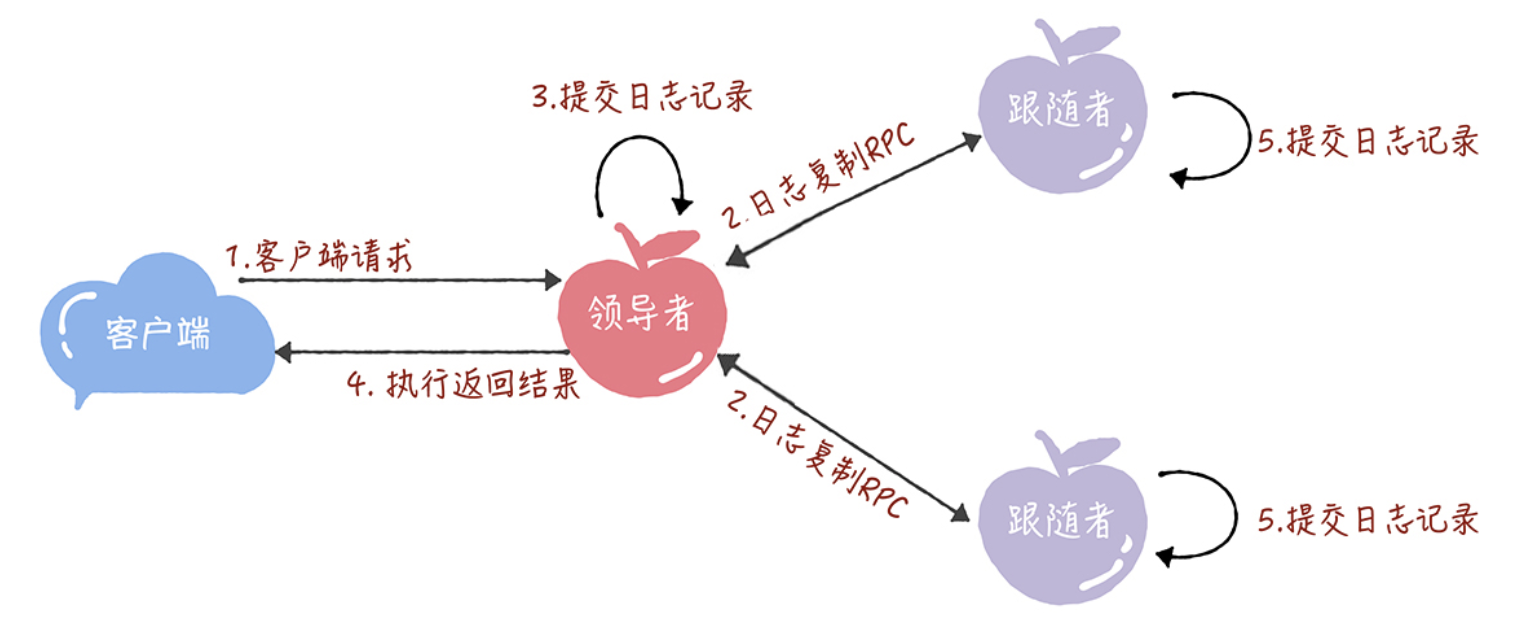 3.提交日志记录
跟随者
5.提交日志记录
2.日志复制RPC
1.客户端请求
客户端
领导者
4. 执行返回结果
2.日志复制RPC
跟随者
5.提交日志记录